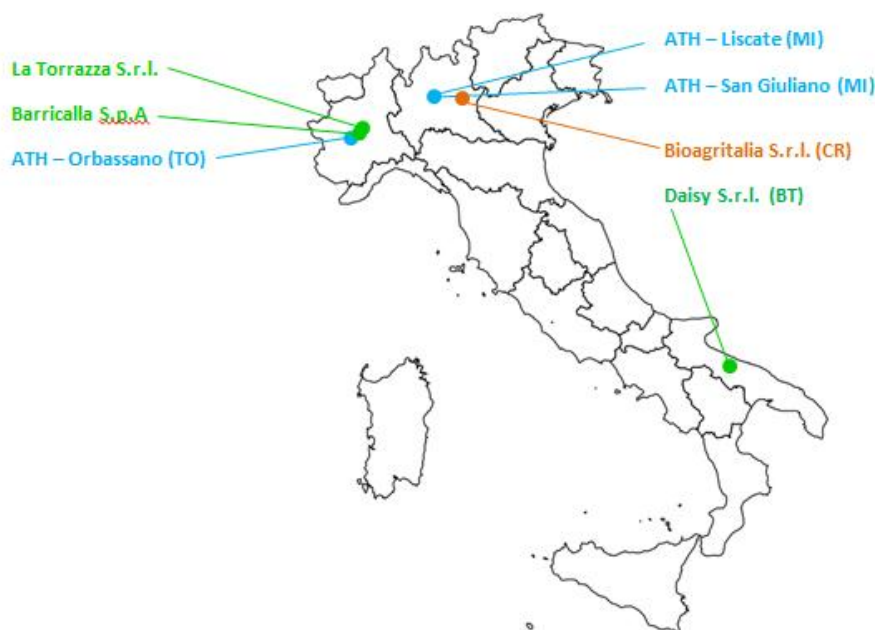 La Torrazza S.r.l.
Barricalla S.p.A
ATH – Orbassano (TO)
ATH – Liscate (MI)
ATH – San Giuliano (MI)
Bioagritalia S.r.l. (CR)
Daisy S.r.l. (BT)